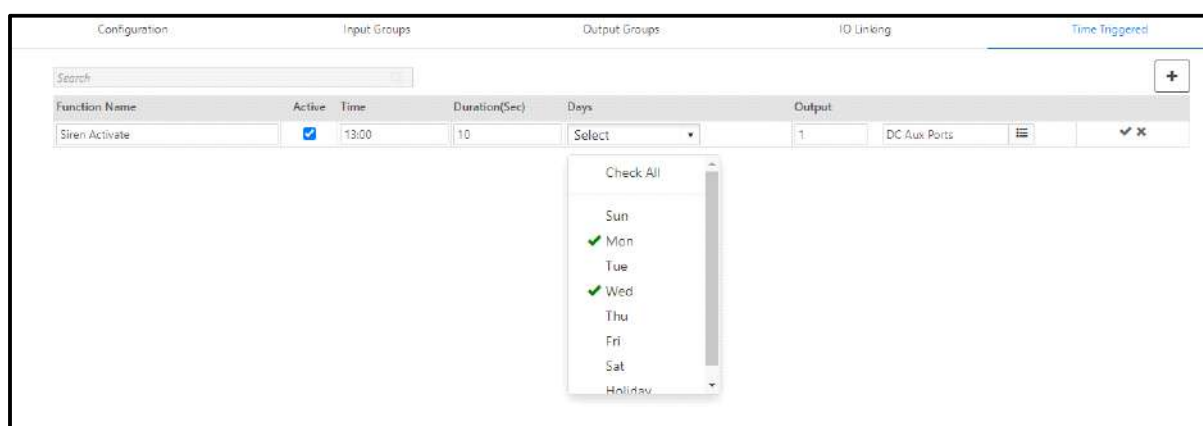 Configuration Input Groups Output Groups IO Linking Time Triggered
Search
+
Function Name Active Time Duration(Sec) Days Output
Siren Activate 13:00 10 Select 1 DC Aux Ports
Check All
Sun
Mon
Tue
Wed
Thu
Fri
Sat
Holiday